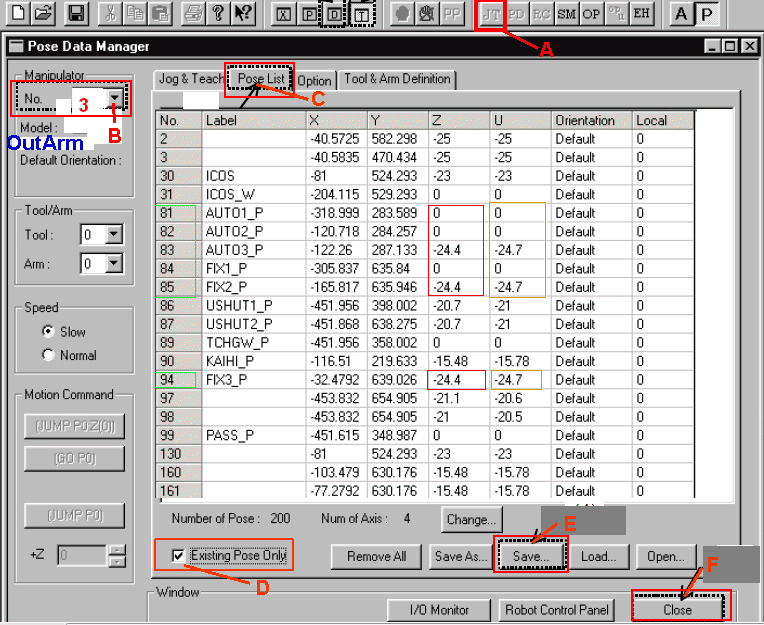 X P D T PP JT PD RC SM OP EH A P
A
Pose Data Manager
Manipulator
No. 3
B
Model :
OutArm
Default Orientation :
Tool/Arm
Tool : 0
Arm : 0
Speed
Slow
Normal
Motion Command
(JUMP P0:Z(0))
(GO P0)
(JUMP P0)
+Z 0
Jog & Teach Pose List Option Tool & Arm Definition
C
No. Label X Y Z U Orientation Local
2 -40.5725 582.298 -25 -25 Default 0
3 -40.5835 470.434 -25 -25 Default 0
30 ICOS -81 524.293 -23 -23 Default 0
31 ICOS_W -204.115 529.293 0 0 Default 0
81 AUTO1_P -318.999 283.589 0 0 Default 0
82 AUTO2_P -120.718 284.257 0 0 Default 0
83 AUTO3_P -122.26 287.133 -24.4 -24.7 Default 0
84 FIX1_P -305.837 635.84 0 0 Default 0
85 FIX2_P -165.817 635.946 -24.4 -24.7 Default 0
86 USHUT1_P -451.956 398.002 -20.7 -21 Default 0
87 USHUT2_P -451.868 638.275 -20.7 -21 Default 0
89 TCHGW_P -451.956 358.002 0 0 Default 0
90 KAIHI_P -116.51 219.633 -15.48 -15.78 Default 0
94 FIX3_P -32.4792 639.026 -24.4 -24.7 Default 0
97 -453.832 654.905 -21.1 -20.6 Default 0
98 -453.832 654.905 -21 -20.5 Default 0
99 PASS_P -451.615 348.987 0 0 Default 0
130 -81 524.293 -23 -23 Default 0
160 -103.479 630.176 -15.48 -15.78 Default 0
161 -77.2792 630.176 -15.48 -15.78 Default 0
Number of Pose : 200 Num of Axis : 4 Change...
E
Existing Pose Only Remove All Save As... Save... Load... Open...
D
F
Window
I/O Monitor Robot Control Panel Close